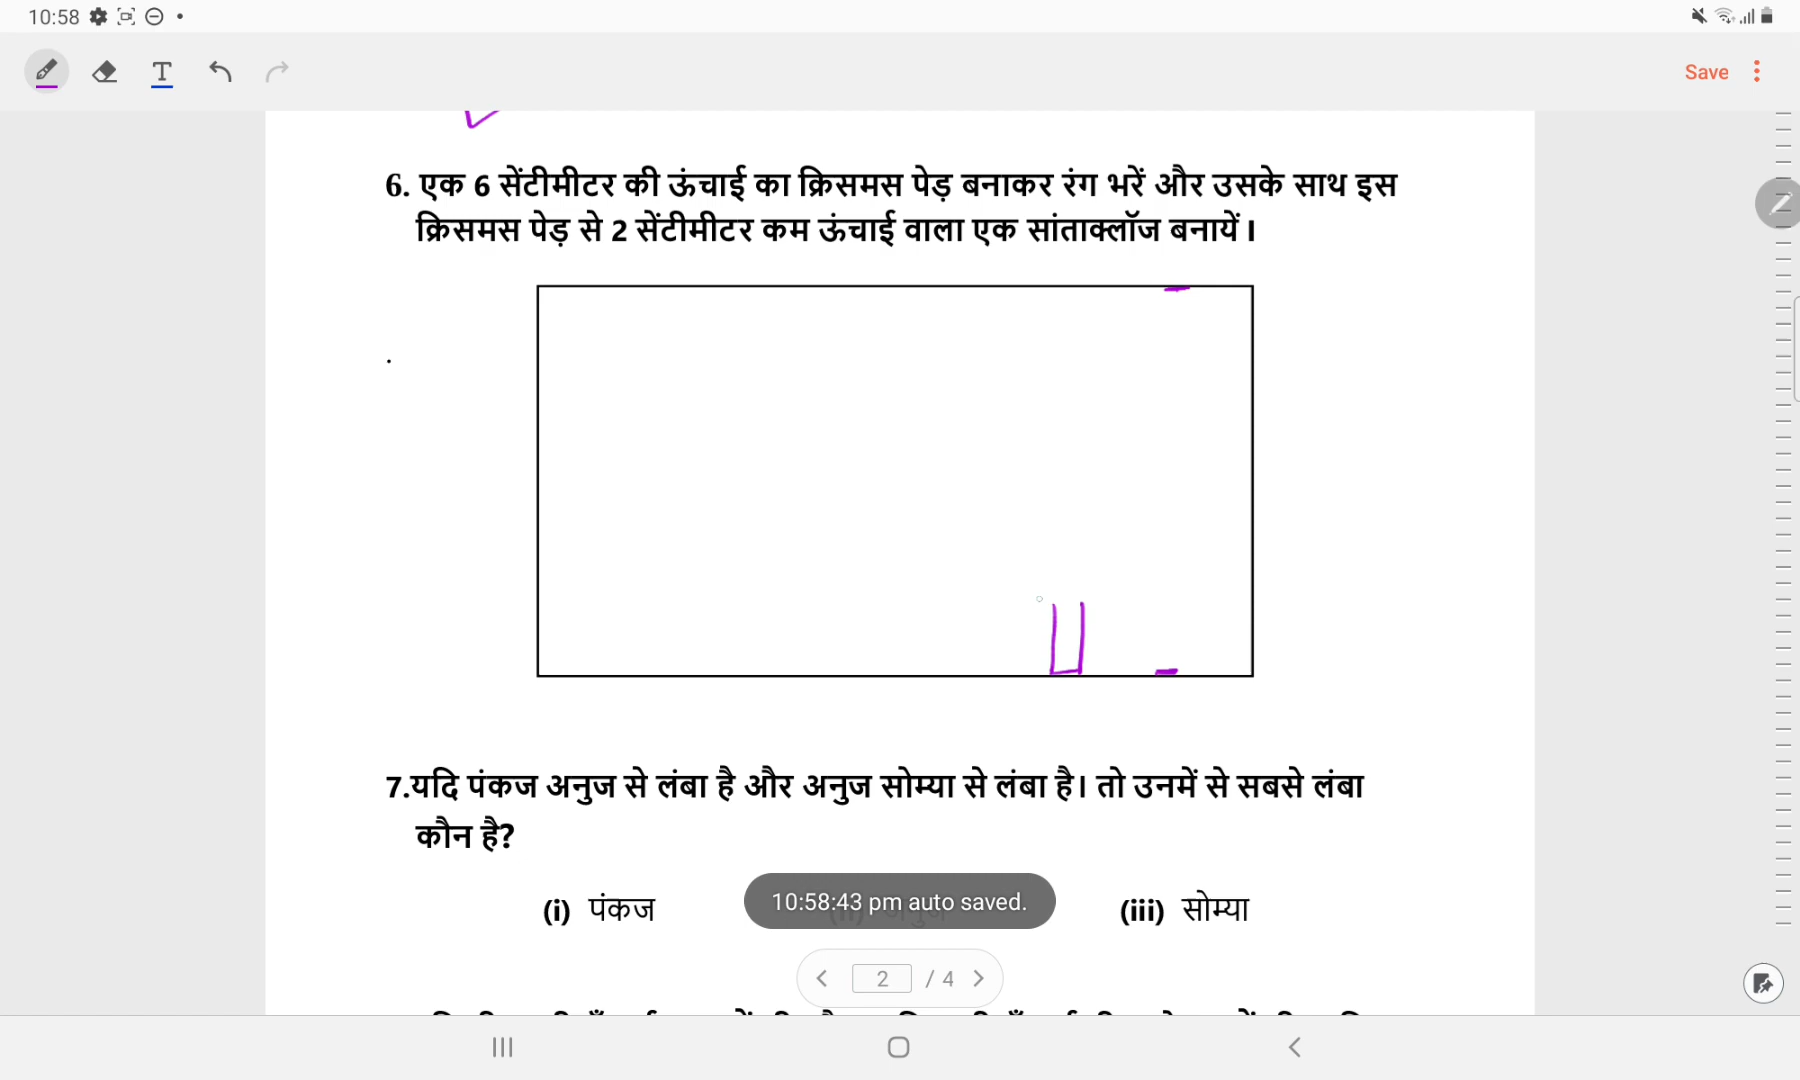 10:58
Save
6. एक 6 सेंटीमीटर की ऊंचाई का क्रिसमस पेड़ बनाकर रंग भरें और उसके साथ इस
क्रिसमस पेड़ से 2 सेंटीमीटर कम ऊंचाई वाला एक सांताक्लॉज बनायें।
7.यदि पंकज अनुज से लंबा है और अनुज सोम्या से लंबा है। तो उनमें से सबसे लंबा
कौन है?
(i) पंकज (iii) सोम्या
10:58:43 pm auto saved.
2 / 4